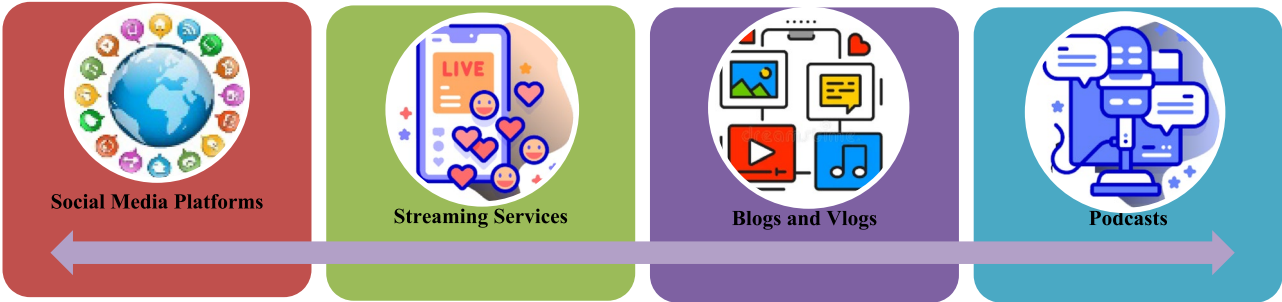 LIVE
Social Media Platforms
Streaming Services
Blogs and Vlogs
Podcasts